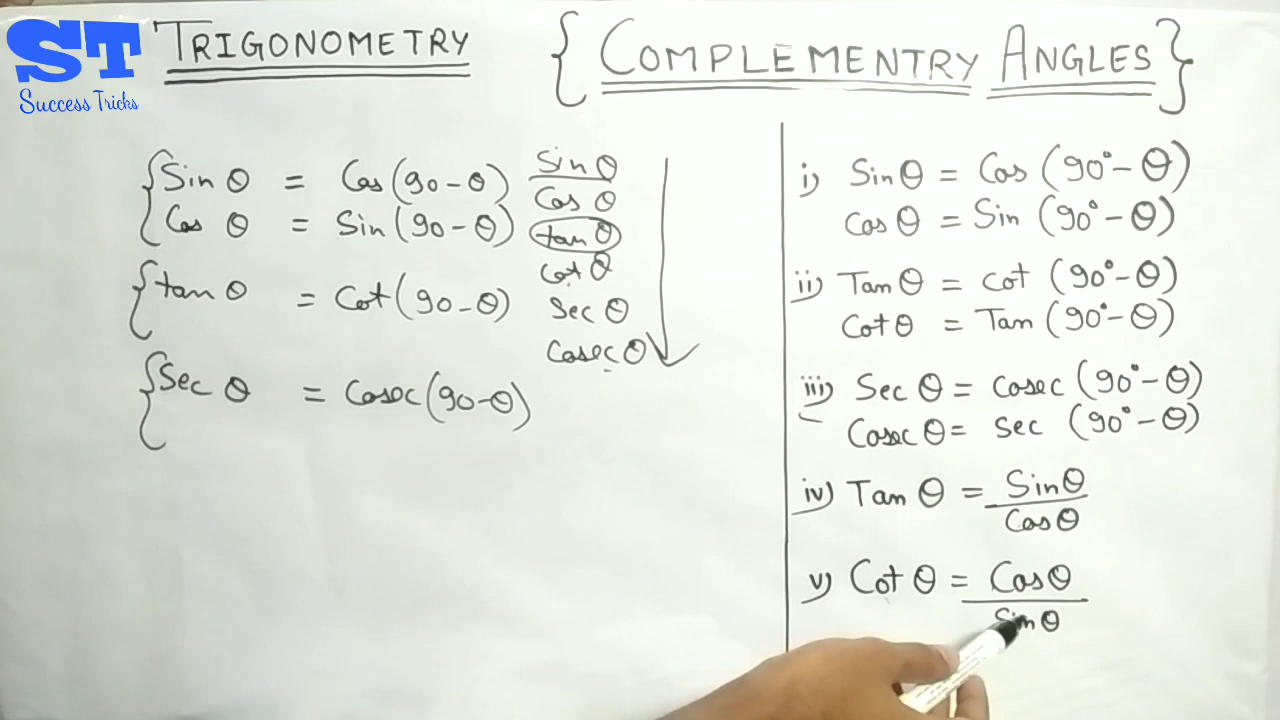 ST
Success Tricks
TRIGONOMETRY { COMPLEMENTRY ANGLES }
{ Sin θ = Cos (90 - θ)
Cos θ = Sin (90 - θ)
{ tan θ = Cot (90 - θ)
{ Sec θ = Cosec (90 - θ)
Sin θ
Cos θ
tan θ
Cot θ
Sec θ
Cosec θ
i) Sin θ = Cos (90° - θ)
Cos θ = Sin (90° - θ)
ii) Tan θ = Cot (90° - θ)
Cot θ = Tan (90° - θ)
iii) Sec θ = Cosec (90° - θ)
Cosec θ = Sec (90° - θ)
iv) Tan θ = Sin θ
Cos θ
v) Cot θ = Cos θ
Sin θ